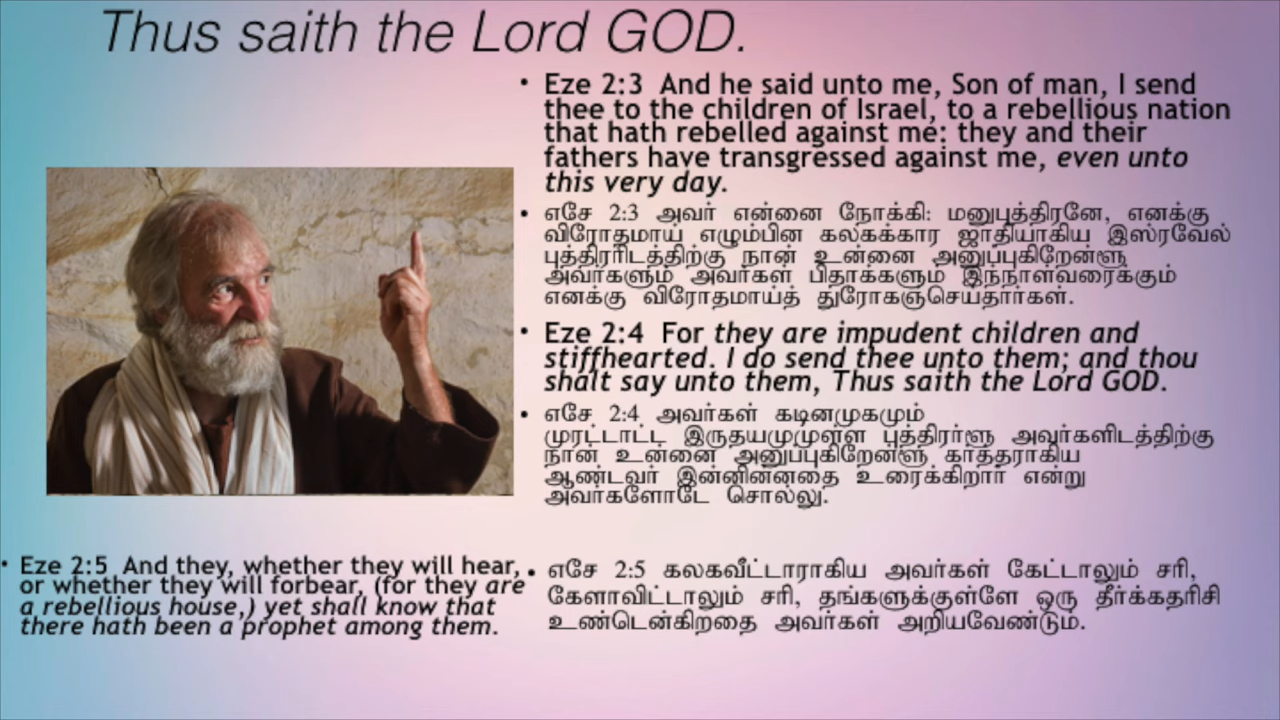 Thus saith the Lord GOD.
• Eze 2:3 And he said unto me, Son of man, I send
thee to the children of Israel, to a rebellious nation
that hath rebelled against me: they and their
fathers have transgressed against me, even unto
this very day.
• எசே 2:3 அவர் என்னை நோக்கி: மனுபுத்திரனே, எனக்கு
விரோதமாய் எழும்பின கலகக்கார ஜாதியாகிய இஸ்ரவேல்
புத்திரரிடத்திற்கு நான் உன்னை அனுப்புகிறேன்ளூ
அவர்களும் அவர்கள் பிதாக்களும் இந்நாள்வரைக்கும்
எனக்கு விரோதமாய்த் துரோகஞ்செய்தார்கள்.
• Eze 2:4 For they are impudent children and
stiffhearted. I do send thee unto them; and thou
shalt say unto them, Thus saith the Lord GOD.
• எசே 2:4 அவர்கள் கடினமுகமும்
முரட்டாட்ட இருதயமுமுள்ள புத்திரர்ளூ அவர்களிடத்திற்கு
நான் உன்னை அனுப்புகிறேன்ளூ கர்த்தராகிய
ஆண்டவர் இன்னின்னதை உரைக்கிறார் என்று
அவர்களோடே சொல்லு.
• Eze 2:5 And they, whether they will hear,
or whether they will forbear, (for they are
a rebellious house,) yet shall know that
there hath been a prophet among them.
• எசே 2:5 கலகவீட்டாராகிய அவர்கள் கேட்டாலும் சரி,
கேளாவிட்டாலும் சரி, தங்களுக்குள்ளே ஒரு தீர்க்கதரிசி
உண்டென்கிறதை அவர்கள் அறியவேண்டும்.